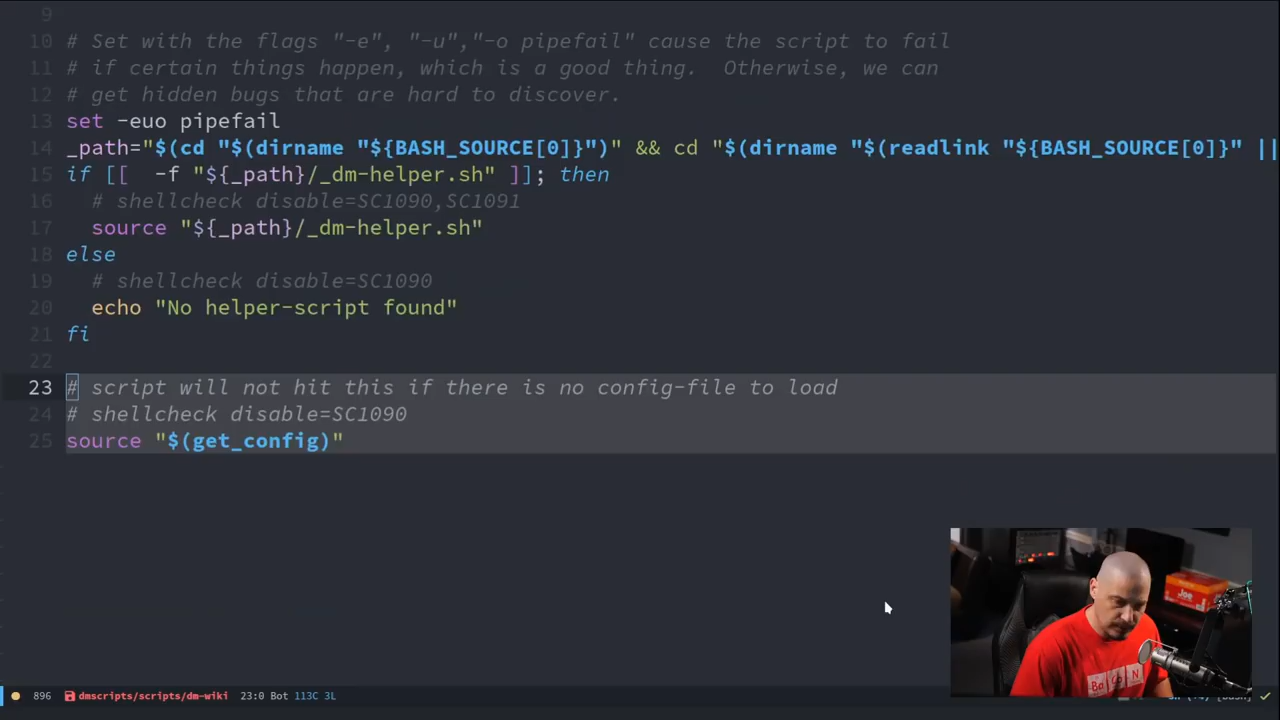 9
10 # Set with the flags "-e", "-u","-o pipefail" cause the script to fail
11 # if certain things happen, which is a good thing.  Otherwise, we can
12 # get hidden bugs that are hard to discover.
13 set -euo pipefail
14 _path="$(cd "$(dirname "${BASH_SOURCE[0]}")" && cd "$(dirname "$(readlink "${BASH_SOURCE[0]}" ||
15 if [[  -f "${_path}/_dm-helper.sh" ]]; then
16   # shellcheck disable=SC1090,SC1091
17   source "${_path}/_dm-helper.sh"
18 else
19   # shellcheck disable=SC1090
20   echo "No helper-script found"
21 fi
22
23 # script will not hit this if there is no config-file to load
24 # shellcheck disable=SC1090
25 source "$(get_config)"
Joe
Ba Co N
896 dmscripts/scripts/dm-wiki 23:0 Bot 113C 3L